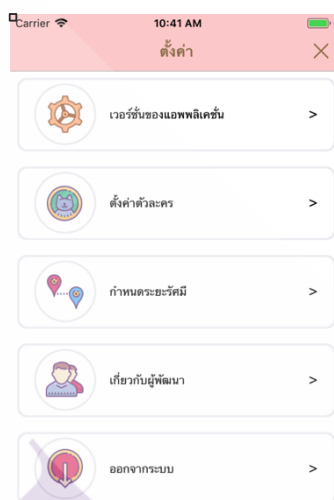 Carrier 10:41 AM
ตั้งค่า
เวอร์ชั่นของแอพพลิเคชั่น >
ตั้งค่าตัวละคร >
กำหนดระยะรัศมี >
เกี่ยวกับผู้พัฒนา >
ออกจากระบบ >